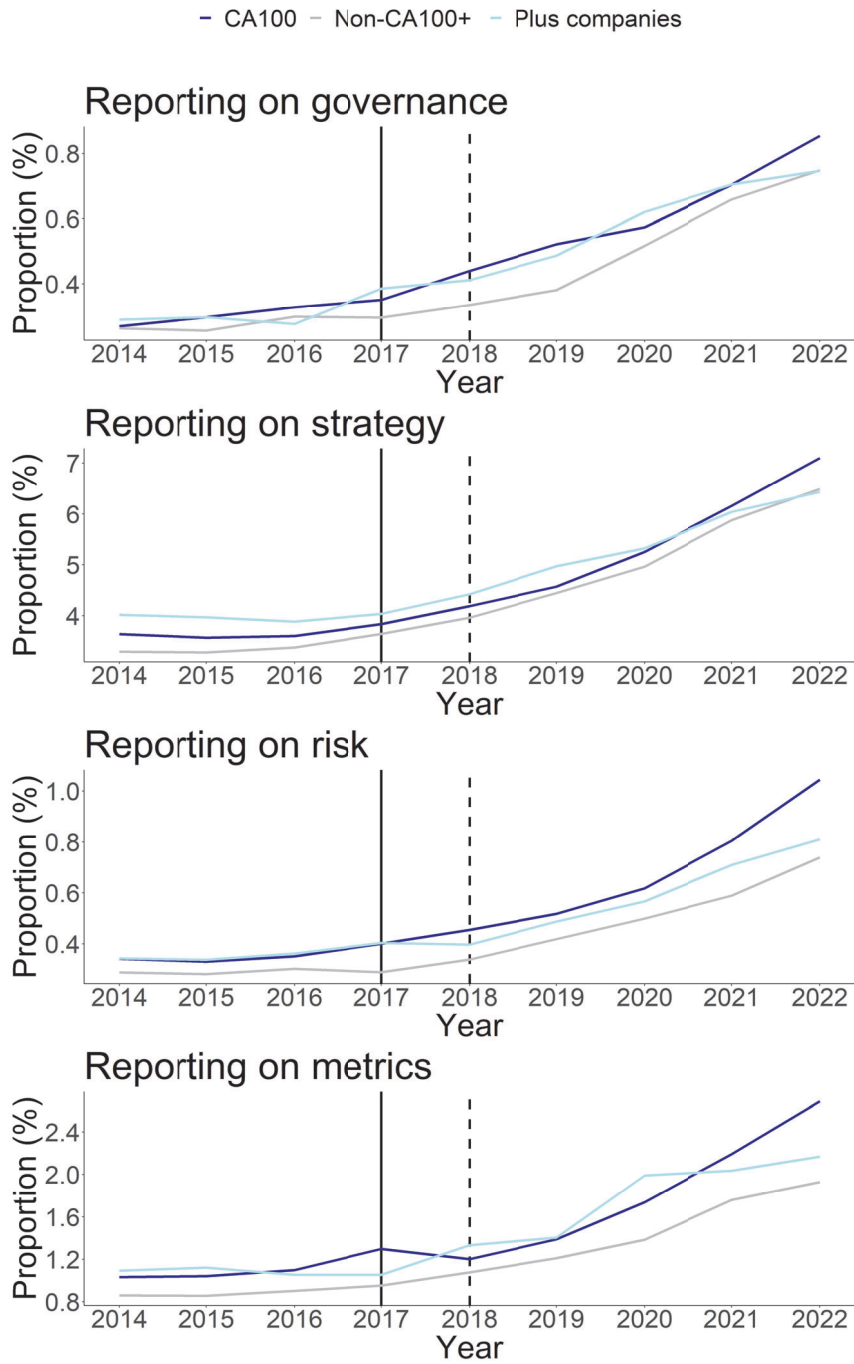 CA100 Non-CA100+ Plus companies
Reporting on governance
Proportion (%)
0.8
0.6
0.4
2014 2015 2016 2017 2018 2019 2020 2021 2022
Year
Reporting on strategy
Proportion (%)
7
6
5
4
2014 2015 2016 2017 2018 2019 2020 2021 2022
Year
Reporting on risk
Proportion (%)
1.0
0.8
0.6
0.4
2014 2015 2016 2017 2018 2019 2020 2021 2022
Year
Reporting on metrics
Proportion (%)
2.4
2.0
1.6
1.2
0.8
2014 2015 2016 2017 2018 2019 2020 2021 2022
Year